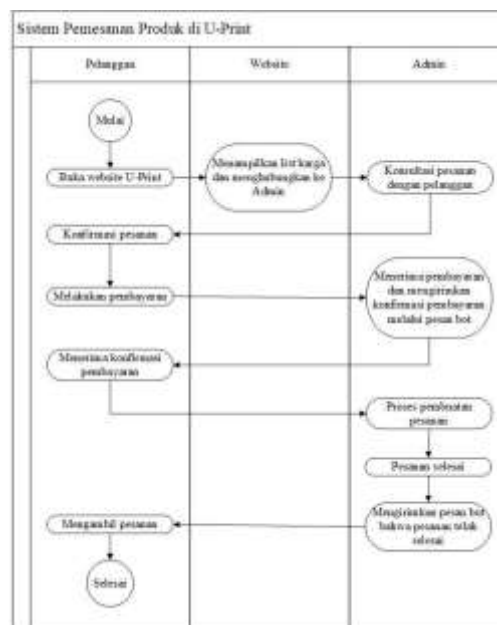 Sistem Pemesanan Produk di U-Print
Pelanggan
Website
Admin
Mulai
Buka website U-Print
Menampilkan list harga
dan menghubungkan ke
Admin
Konsultasi pesanan
dengan pelanggan
Konfirmasi pesanan
Melakukan pembayaran
Menerima pembayaran
dan mengirimkan
konfirmasi pembayaran
melalui pesan bot
Menerima konfirmasi
pembayaran
Proses pembuatan
pesanan
Pesanan selesai
Mengirimkan pesan bot
bahwa pesanan telah
selesai
Mengambil pesanan
Selesai